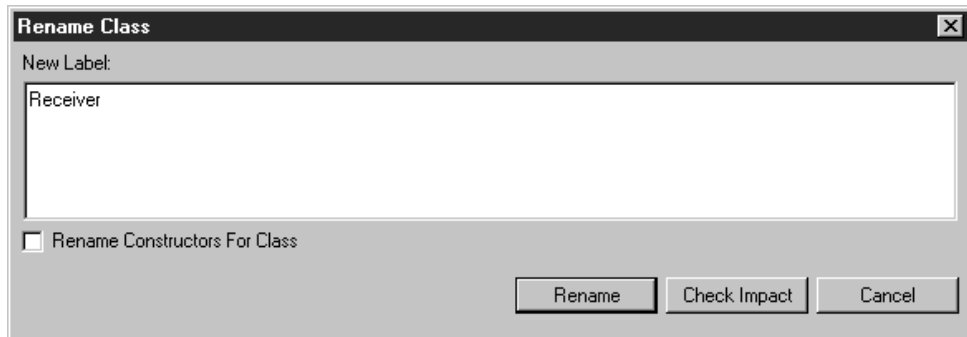 Rename Class
New Label:
Receiver
Rename Constructors For Class
Rename Check Impact Cancel